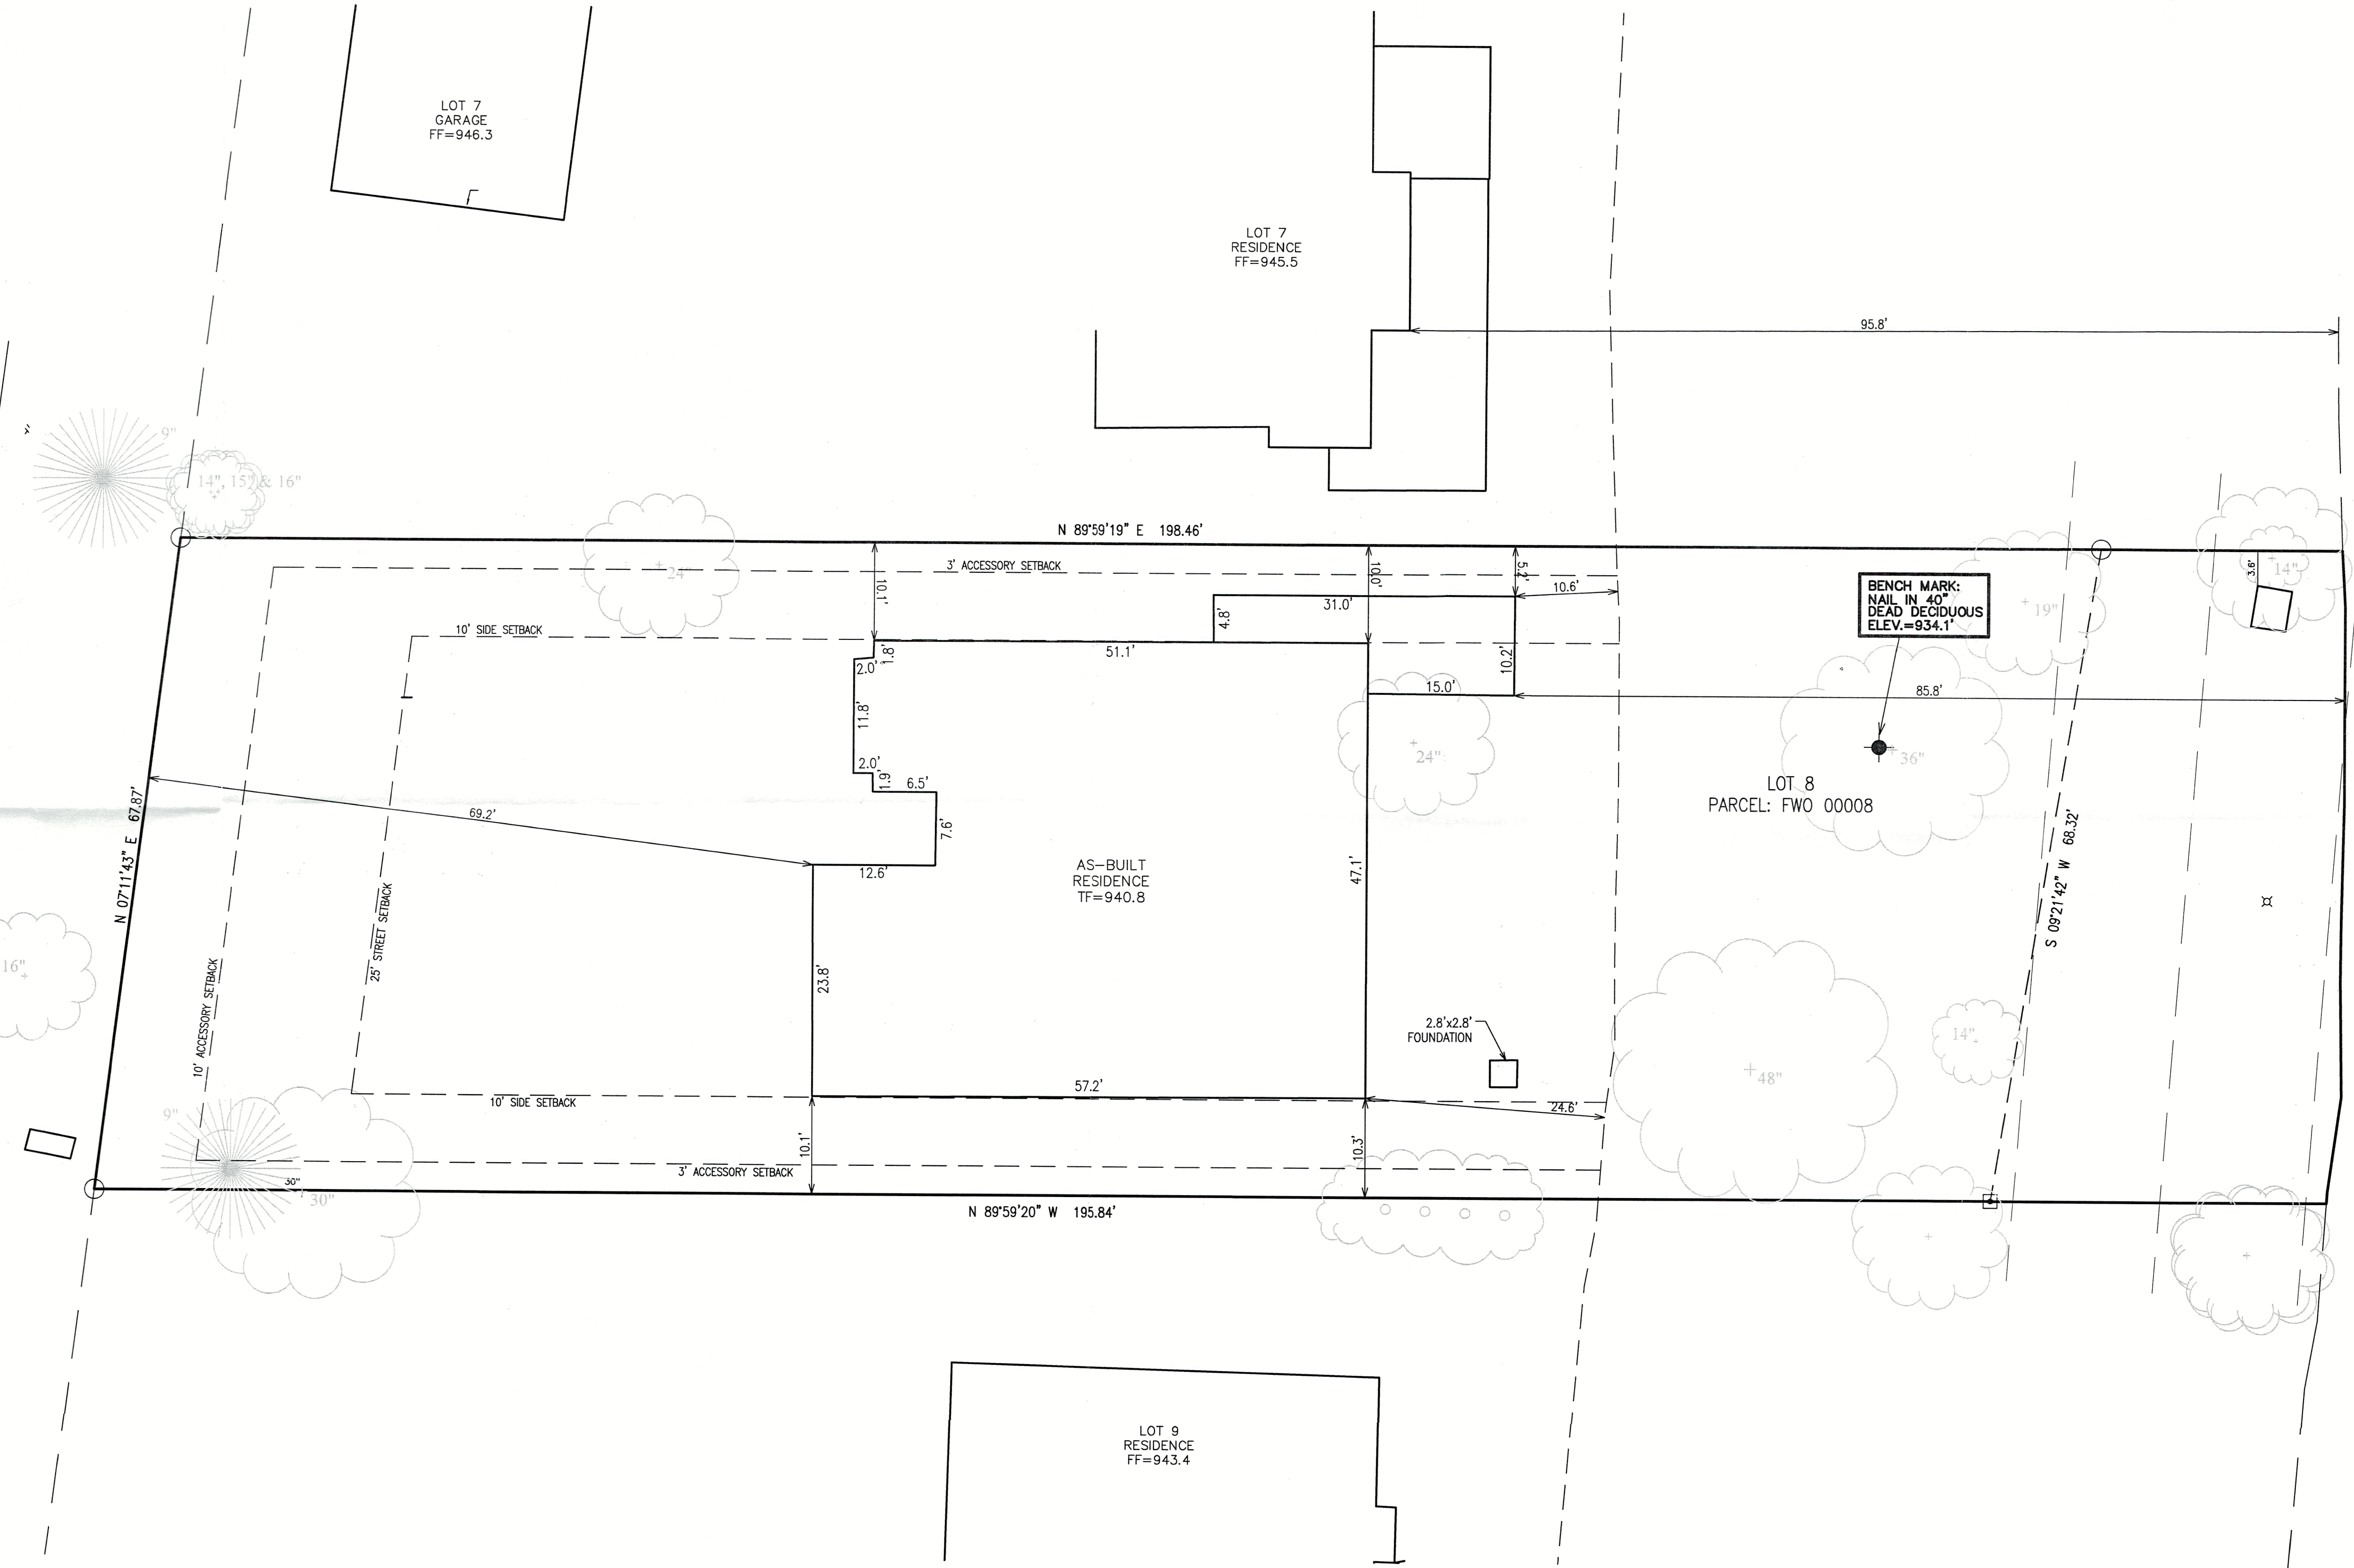 LOT 7
GARAGE
FF=946.3
LOT 7
RESIDENCE
FF=945.5
95.8'
9"
14", 15" & 16"
N 89°59'19" E 198.46'
24"
3' ACCESSORY SETBACK
10.1'
10.0'
5.2'
10.6'
31.0'
4.8'
BENCH MARK:
NAIL IN 40"
DEAD DECIDUOUS
ELEV.=934.1'
19"
3.6'
14"
10' SIDE SETBACK
1.8'
2.0'
51.1'
10.2'
15.0'
85.8'
11.8'
24"
36"
2.0'
1.9'
6.5'
LOT 8
PARCEL: FWO 00008
69.2'
7.6'
N 07°11'43" E 67.87'
12.6'
AS-BUILT
RESIDENCE
TF=940.8
47.1'
S 09°21'42" W 68.32'
25' STREET SETBACK
16"
23.8'
10' ACCESSORY SETBACK
2.8'x2.8'
FOUNDATION
14"
48"
57.2'
10' SIDE SETBACK
24.6'
9"
10.1'
10.3'
3' ACCESSORY SETBACK
30"
30"
N 89°59'20" W 195.84'
LOT 9
RESIDENCE
FF=943.4